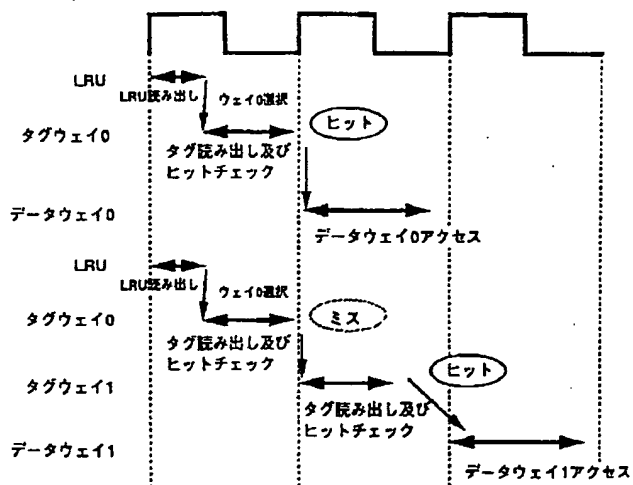 LRU
LRU読み出し
ウェイ0選択
タグウェイ0
ヒット
タグ読み出し及び
ヒットチェック
データウェイ0
データウェイ0アクセス
LRU
LRU読み出し
ウェイ0選択
タグウェイ0
ミス
タグ読み出し及び
ヒットチェック
タグウェイ1
ヒット
タグ読み出し及び
ヒットチェック
データウェイ1
データウェイ1アクセス